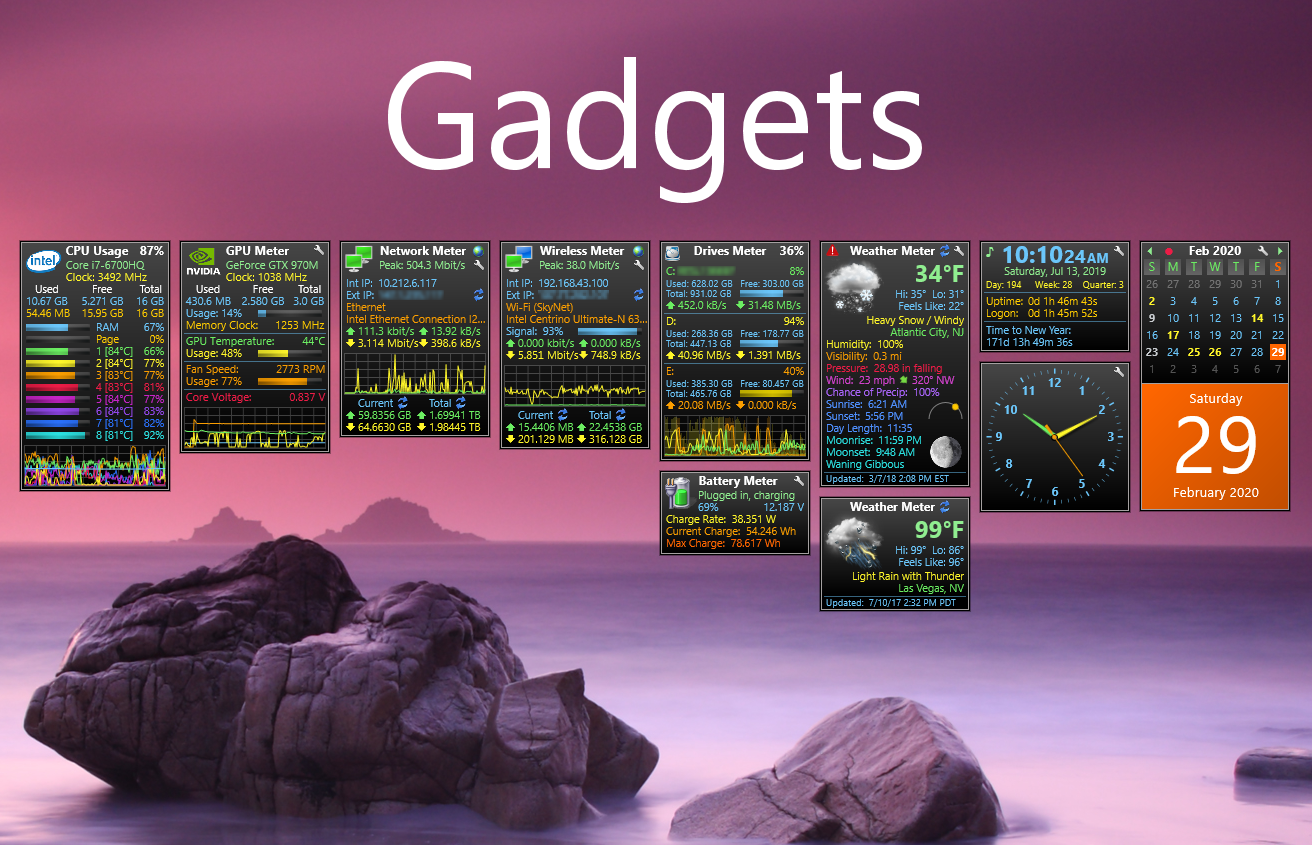 Gadgets
intel
CPU Usage 87%
Core i7-6700HQ
Clock: 3492 MHz
Used Free Total
10.67 GB 5.271 GB 16 GB
54.46 MB 15.95 GB 16 GB
RAM 67%
Page 0%
1 [84°C] 66%
2 [84°C] 77%
3 [83°C] 77%
4 [83°C] 81%
5 [84°C] 77%
6 [84°C] 83%
7 [81°C] 82%
8 [81°C] 92%
NVIDIA
GPU Meter
GeForce GTX 970M
Clock: 1038 MHz
Used Free Total
430.6 MB 2.580 GB 3.0 GB
Usage: 14%
Memory Clock: 1253 MHz
GPU Temperature: 44°C
Usage: 48%
Fan Speed: 2773 RPM
Usage: 77%
Core Voltage: 0.837 V
Network Meter
Peak: 504.3 Mbit/s
Int IP: 10.212.6.117
Ext IP:
Ethernet
Intel Ethernet Connection I2...
111.3 kbit/s 13.92 kB/s
3.114 Mbit/s 398.6 kB/s
Current Total
59.8356 GB 1.69941 TB
64.6630 GB 1.98445 TB
Wireless Meter
Peak: 38.0 Mbit/s
Int IP: 192.168.43.100
Ext IP:
Wi-Fi (SkyNet)
Intel Centrino Ultimate-N 63...
Signal: 93%
0.000 kbit/s 0.000 kB/s
5.851 Mbit/s 748.9 kB/s
Current Total
15.4406 MB 22.4538 GB
201.129 MB 316.128 GB
Drives Meter 36%
C: 8%
Used: 628.02 GB Free: 303.00 GB
Total: 931.02 GB
452.0 kB/s 31.48 MB/s
D: 94%
Used: 268.36 GB Free: 178.77 GB
Total: 447.13 GB
40.96 MB/s 1.391 MB/s
E: 40%
Used: 385.30 GB Free: 80.457 GB
Total: 465.76 GB
20.08 MB/s 0.000 kB/s
Battery Meter
Plugged in, charging
69% 12.187 V
Charge Rate: 38.351 W
Current Charge: 54.246 Wh
Max Charge: 78.617 Wh
Weather Meter
34°F
Hi: 35° Lo: 31°
Feels Like: 22°
Heavy Snow / Windy
Atlantic City, NJ
Humidity: 100%
Visibility: 0.3 mi
Pressure: 28.98 in falling
Wind: 23 mph 320° NW
Chance of Precip: 100%
Sunrise: 6:21 AM
Sunset: 5:56 PM
Day Length: 11:35
Moonrise: 11:59 PM
Moonset: 9:48 AM
Waning Gibbous
Updated: 3/7/18 2:08 PM EST
Weather Meter
99°F
Hi: 99° Lo: 86°
Feels Like: 96°
Light Rain with Thunder
Las Vegas, NV
Updated: 7/10/17 2:32 PM PDT
10:10 24 AM
Saturday, Jul 13, 2019
Day: 194 Week: 28 Quarter: 3
Uptime: 0d 1h 46m 43s
Logon: 0d 1h 45m 52s
Time to New Year:
171d 13h 49m 36s
12
11 1
10 2
9 3
8 4
7 5
6
Feb 2020
S M T W T F S
26 27 28 29 30 31 1
2 3 4 5 6 7 8
9 10 11 12 13 14 15
16 17 18 19 20 21 22
23 24 25 26 27 28 29
1 2 3 4 5 6 7
Saturday
29
February 2020